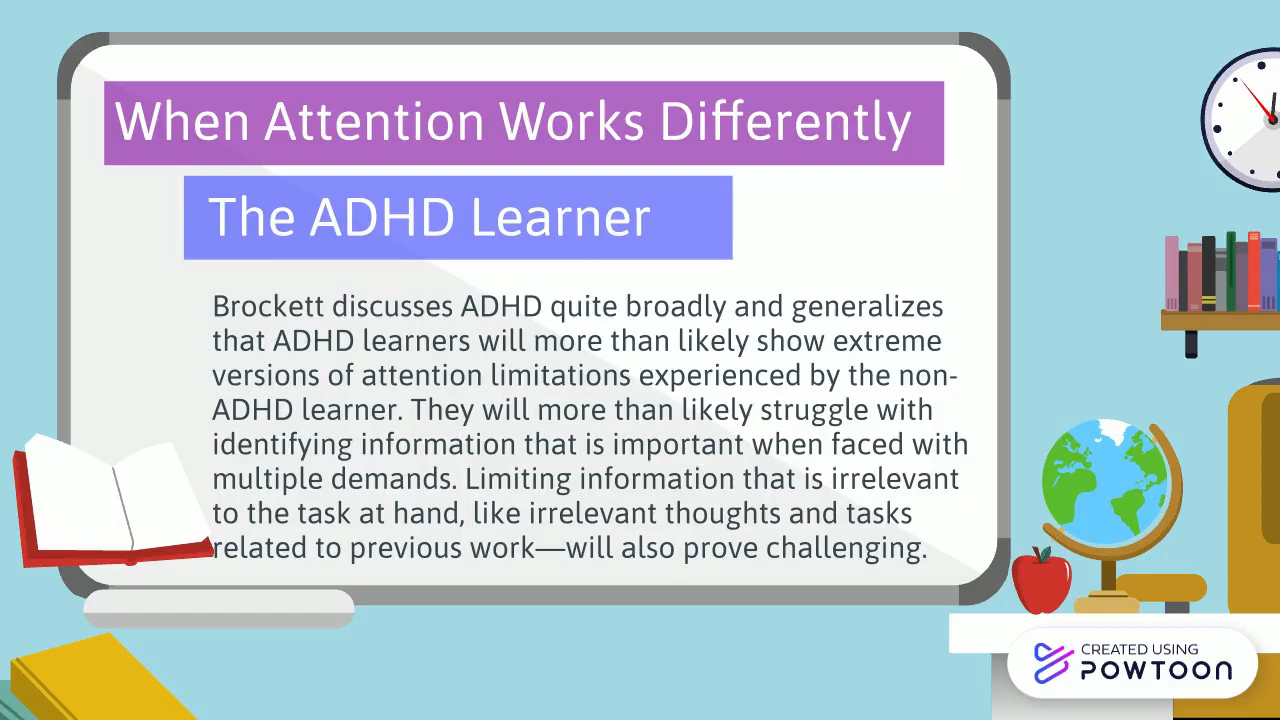 When Attention Works Differently
The ADHD Learner
Brockett discusses ADHD quite broadly and generalizes
that ADHD learners will more than likely show extreme
versions of attention limitations experienced by the non-
ADHD learner. They will more than likely struggle with
identifying information that is important when faced with
multiple demands. Limiting information that is irrelevant
to the task at hand, like irrelevant thoughts and tasks
related to previous work—will also prove challenging.
CREATED USING
POWTOON